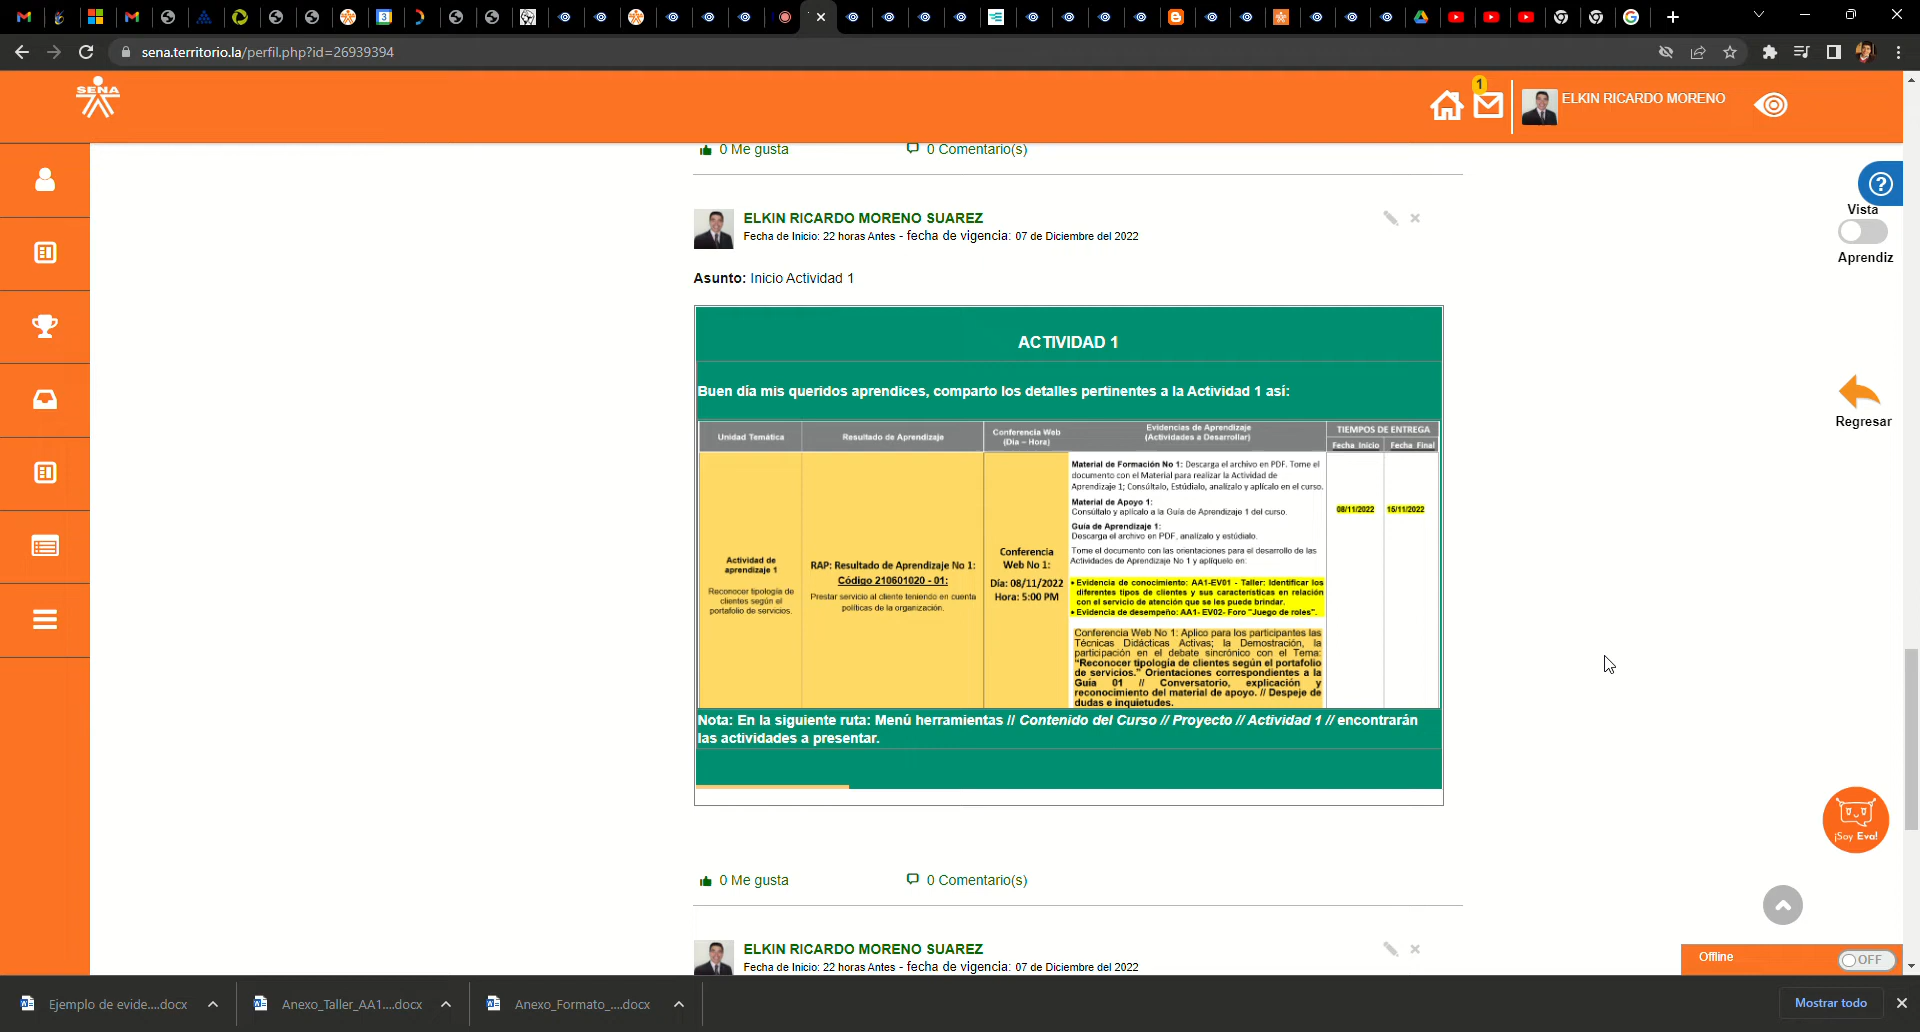 sena.territorio.la/perfil.php?id=26939394
SENA
1
ELKIN RICARDO MORENO
0 Me gusta
0 Comentario(s)
ELKIN RICARDO MORENO SUAREZ
Fecha de Inicio: 22 horas Antes - fecha de vigencia: 07 de Diciembre del 2022
Vista
Aprendiz
Asunto: Inicio Actividad 1
ACTIVIDAD 1
Buen día mis queridos aprendices, comparto los detalles pertinentes a la Actividad 1 así:
Regresar
Unidad Temática
Resultado de Aprendizaje
Conferencia Web
(Día – Hora)
Evidencias de Aprendizaje
(Actividades a Desarrollar)
TIEMPOS DE ENTREGA
Fecha Inicio
Fecha Final
Actividad de
aprendizaje 1
Reconocer tipología de
clientes según el
portafolio de servicios.
RAP: Resultado de Aprendizaje No 1:
Código 210601020 - 01:
Prestar servicio al cliente teniendo en cuenta
políticas de la organización.
Conferencia
Web No 1:
Día: 08/11/2022
Hora: 5:00 PM
Material de Formación No 1: Descarga el archivo en PDF. Tome el
documento con el Material para realizar la Actividad de
Aprendizaje 1; Consúltalo, Estúdialo, analízalo y aplícalo en el curso.
Material de Apoyo 1:
Consúltalo y aplícalo a la Guía de Aprendizaje 1 del curso.
Guía de Aprendizaje 1:
Descarga el archivo en PDF, analízalo y estúdialo.
Tome el documento con las orientaciones para el desarrollo de las
Actividades de Aprendizaje No 1 y aplíquelo en:
• Evidencia de conocimiento: AA1-EV01 - Taller: Identificar los
diferentes tipos de clientes y sus características en relación
con el servicio de atención que se les puede brindar.
• Evidencia de desempeño: AA1- EV02- Foro "Juego de roles".
Conferencia Web No 1: Aplico para los participantes las
Técnicas Didácticas Activas; la Demostración, la
participación en el debate sincrónico con el Tema:
"Reconocer tipología de clientes según el portafolio
de servicios." Orientaciones correspondientes a la
Guía 01 // Conversatorio, explicación y
reconocimiento del material de apoyo. // Despeje de
dudas e inquietudes.
08/11/2022
15/11/2022
Nota: En la siguiente ruta: Menú herramientas // Contenido del Curso // Proyecto // Actividad 1 // encontrarán
las actividades a presentar.
¡Soy Eva!
0 Me gusta
0 Comentario(s)
ELKIN RICARDO MORENO SUAREZ
Fecha de Inicio: 22 horas Antes - fecha de vigencia: 07 de Diciembre del 2022
Offline
OFF
Ejemplo de evide....docx
Anexo_Taller_AA1....docx
Anexo_Formato_....docx
Mostrar todo